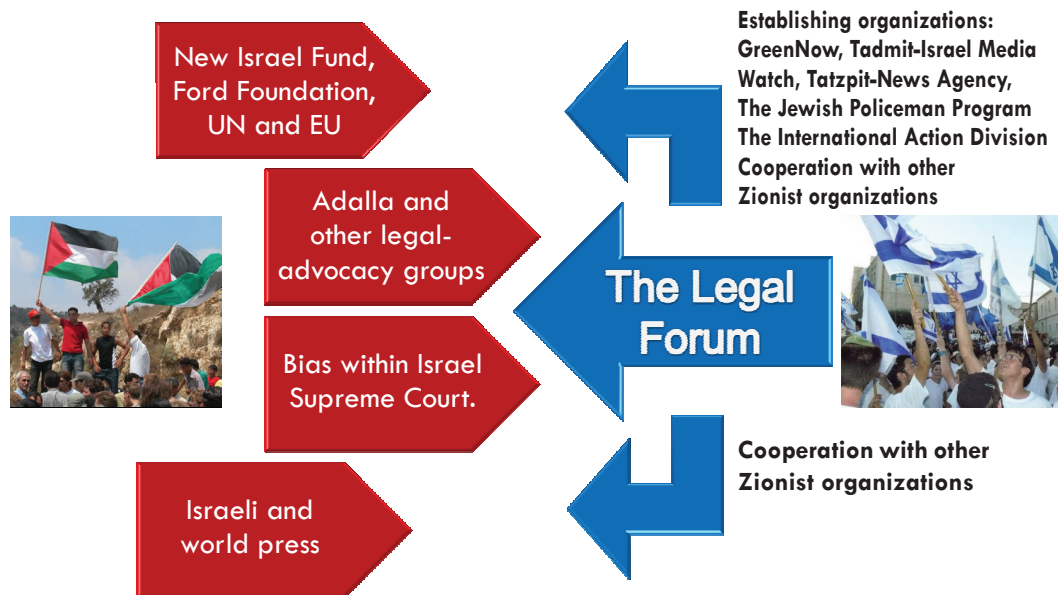 New Israel Fund,
Ford Foundation,
UN and EU
Adalla and
other legal-
advocacy groups
Bias within Israel
Supreme Court.
Israeli and
world press
The Legal
Forum
Establishing organizations:
GreenNow, Tadmit-Israel Media
Watch, Tatzpit-News Agency,
The Jewish Policeman Program
The International Action Division
Cooperation with other
Zionist organizations
Cooperation with other
Zionist organizations